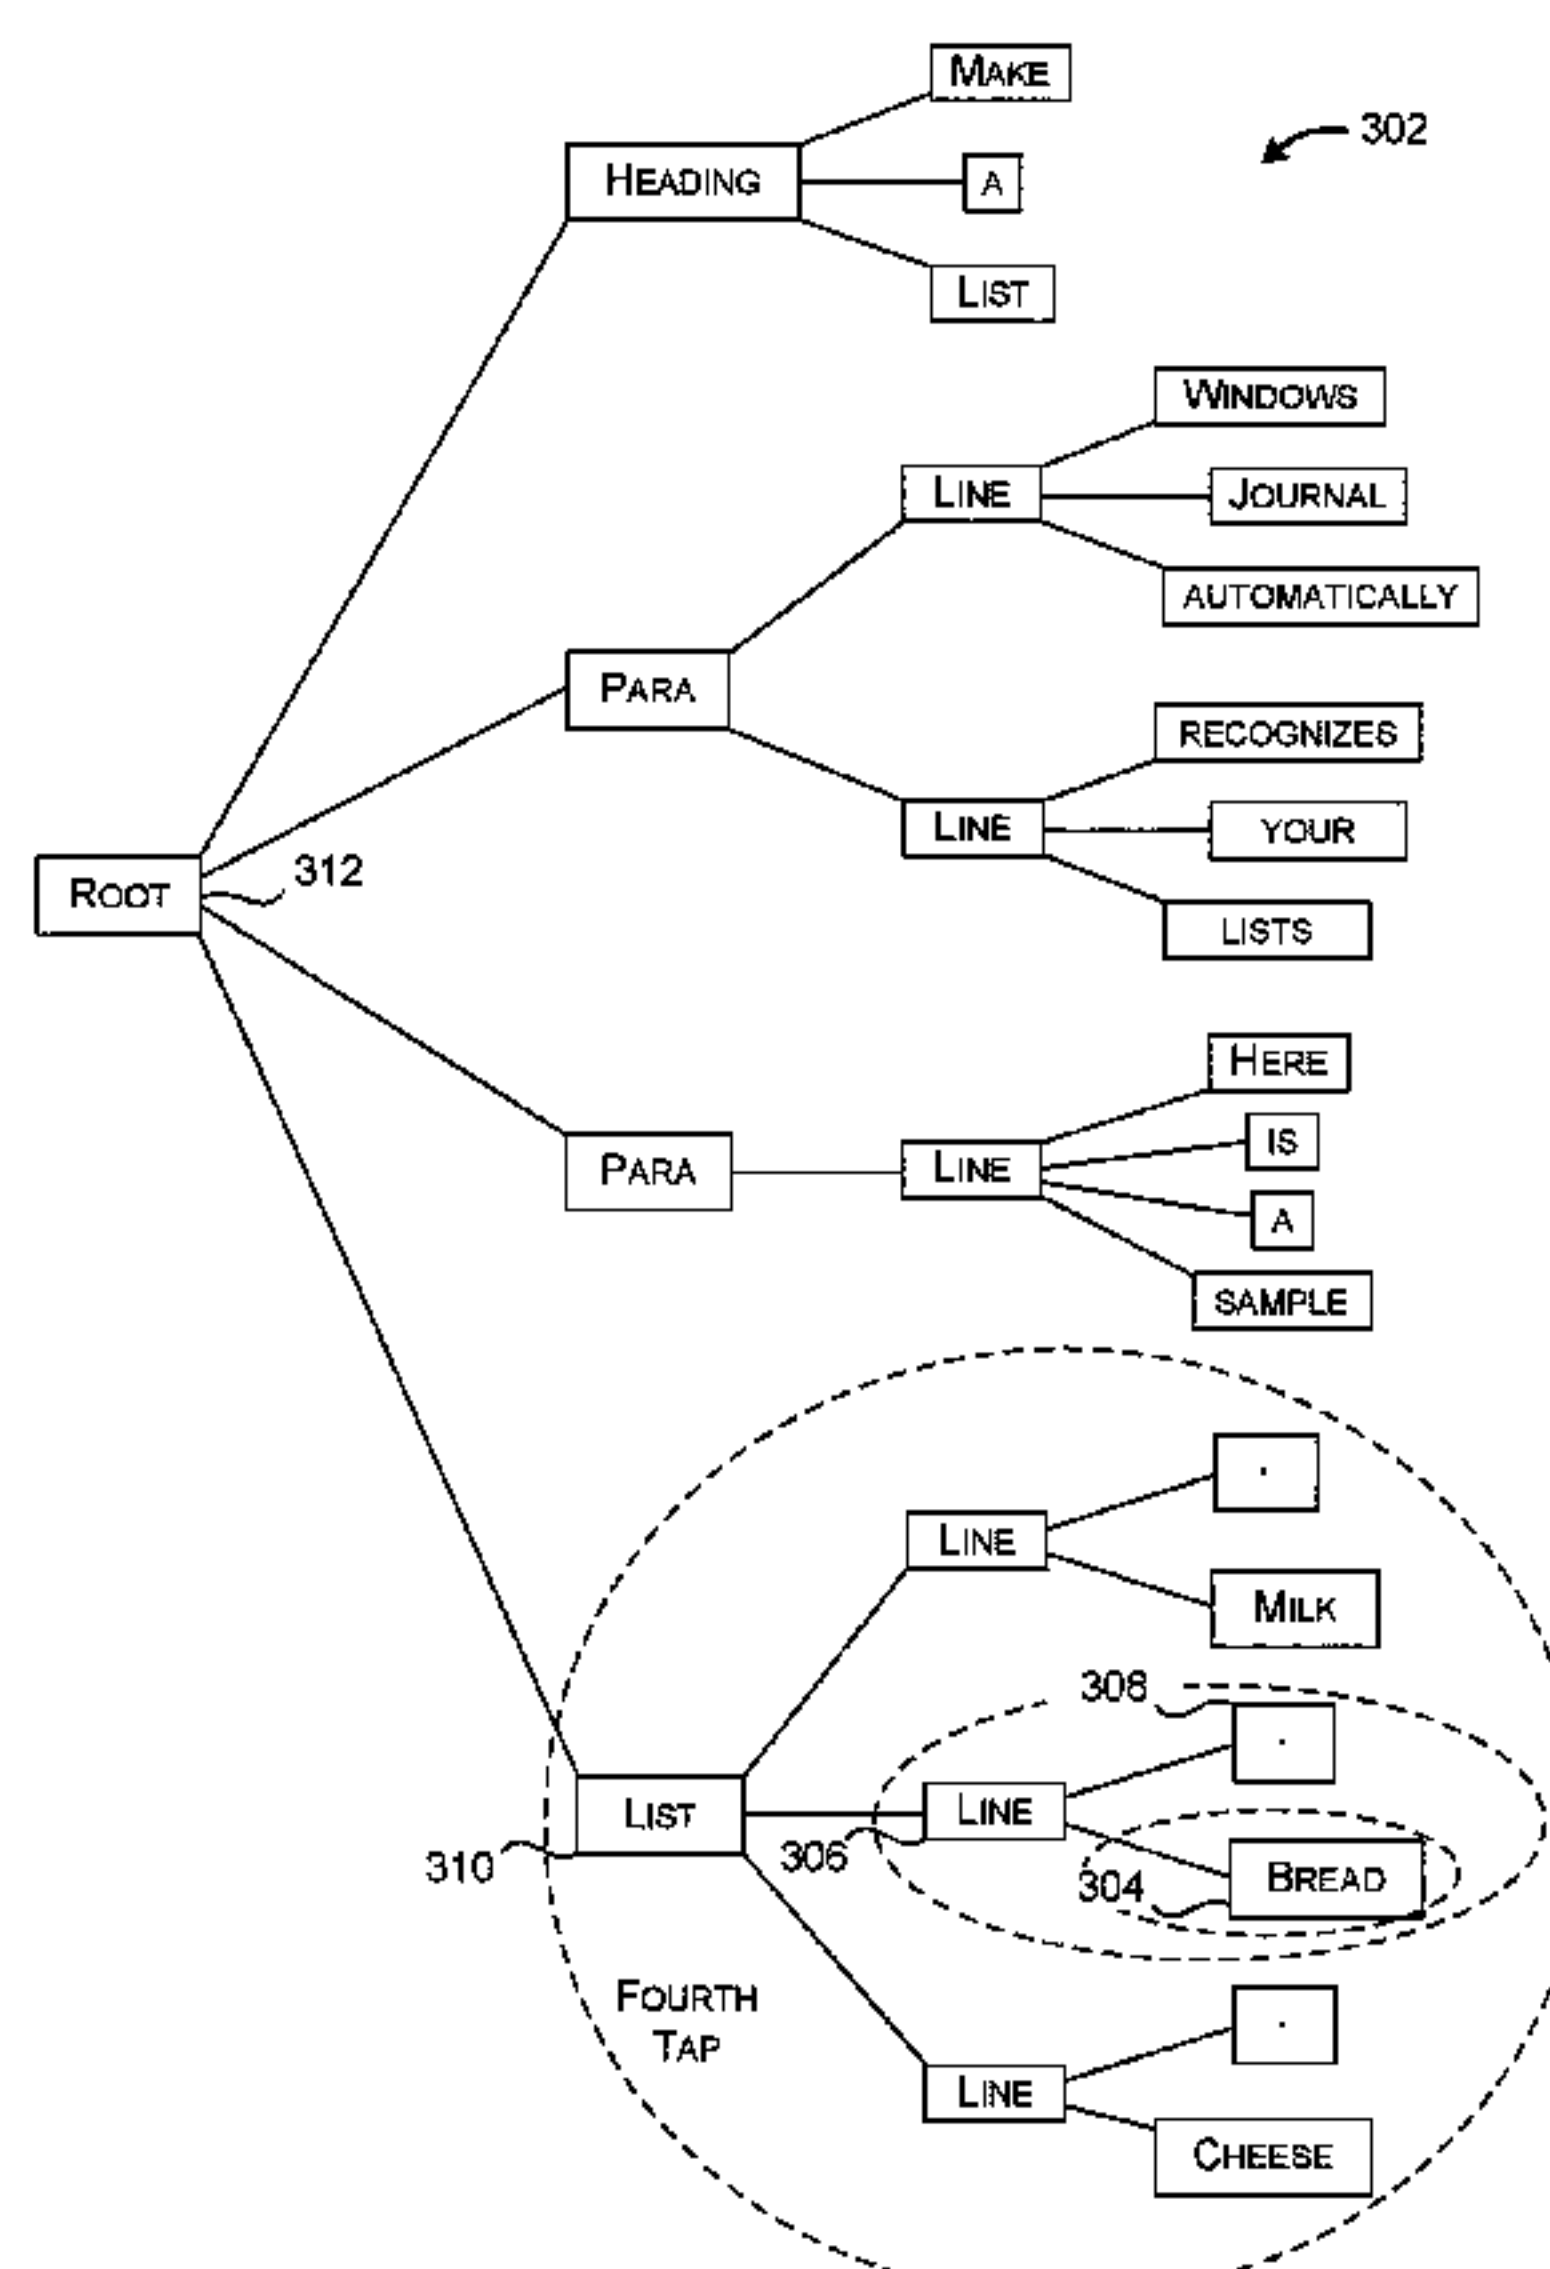 MAKE
302
HEADING
A
LIST
WINDOWS
LINE
JOURNAL
AUTOMATICALLY
PARA
RECOGNIZES
LINE
YOUR
ROOT
312
LISTS
HERE
IS
PARA
LINE
A
SAMPLE
·
LINE
MILK
308
·
LIST
LINE
306
310
304
BREAD
FOURTH
TAP
·
LINE
CHEESE